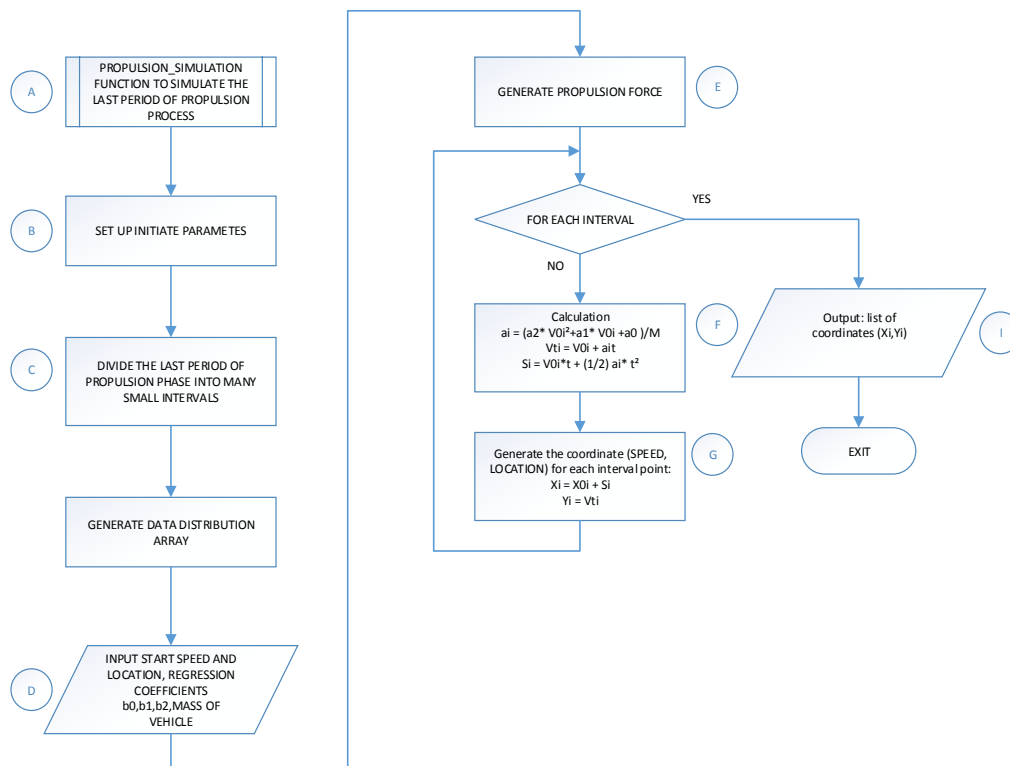 A
PROPULSION_SIMULATION
FUNCTION TO SIMULATE THE
LAST PERIOD OF PROPULSION
PROCESS
B
SET UP INITIATE PARAMETES
C
DIVIDE THE LAST PERIOD OF
PROPULSION PHASE INTO MANY
SMALL INTERVALS
GENERATE DATA DISTRIBUTION
ARRAY
D
INPUT START SPEED AND
LOCATION, REGRESSION
COEFFICIENTS
b0,b1,b2,MASS OF
VEHICLE
GENERATE PROPULSION FORCE
E
FOR EACH INTERVAL
YES
NO
Calculation
ai = (a2* V0i²+a1* V0i +a0 )/M
Vti = V0i + ait
Si = V0i*t + (1/2) ai* t²
F
Generate the coordinate (SPEED,
LOCATION) for each interval point:
Xi = X0i + Si
Yi = Vti
G
Output: list of
coordinates (Xi,Yi)
I
EXIT